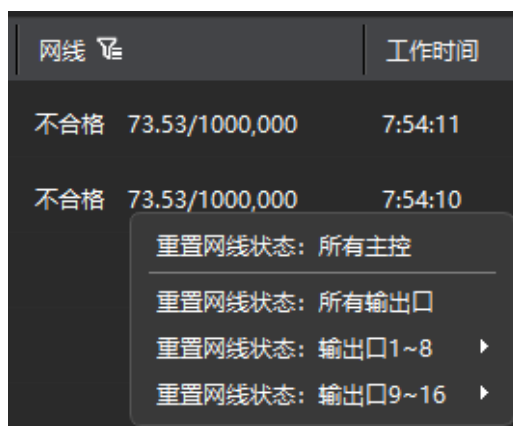 网线 工作时间
不合格 73.53/1000,000 7:54:11
不合格 73.53/1000,000 7:54:10
重置网线状态：所有主控
重置网线状态：所有输出口
重置网线状态：输出口1~8
重置网线状态：输出口9~16